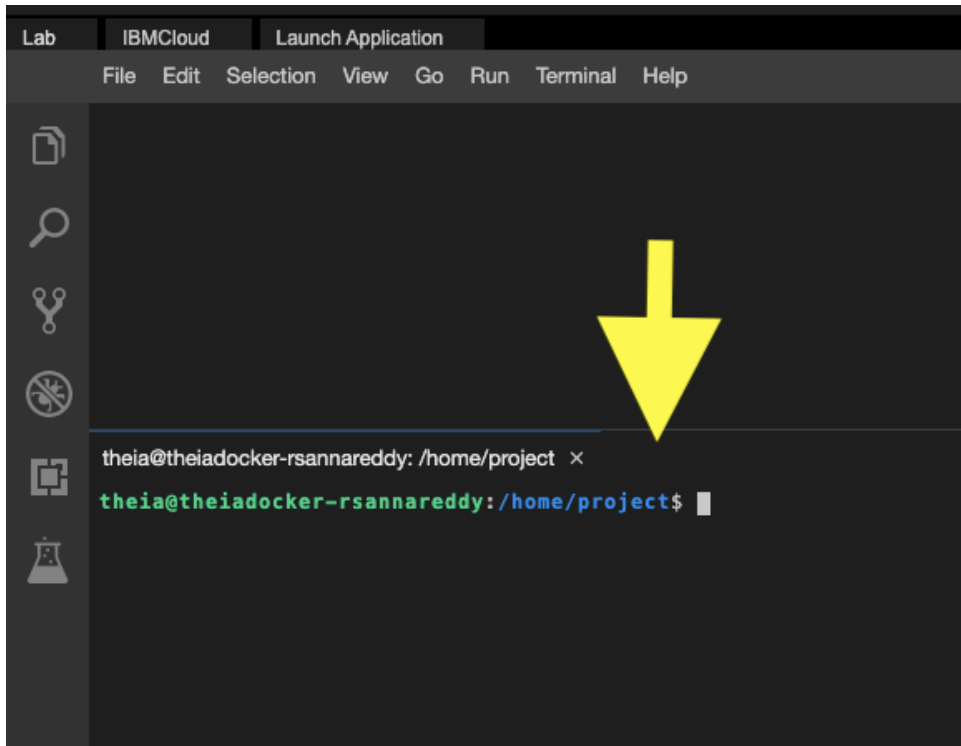 Lab IBMCloud Launch Application
File Edit Selection View Go Run Terminal Help
theia@theiadocker-rsannareddy: /home/project ×
theia@theiadocker-rsannareddy:/home/project$